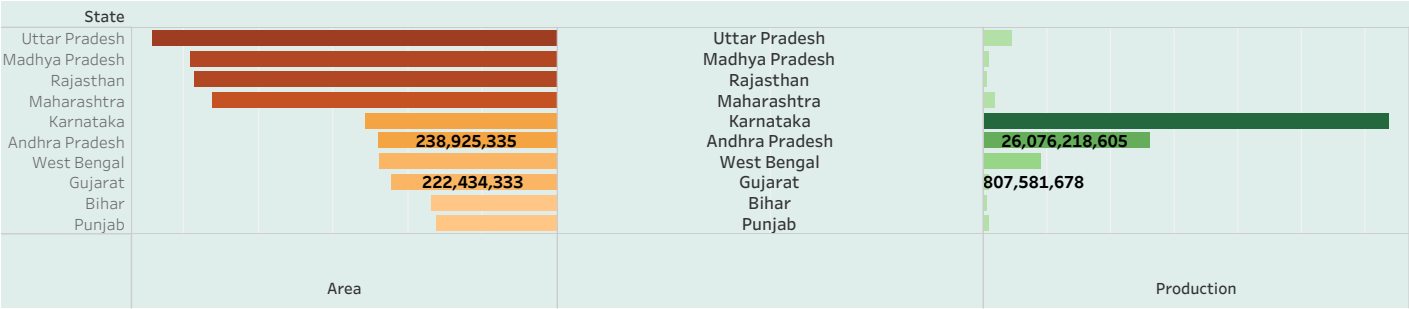 State
Uttar Pradesh Uttar Pradesh
Madhya Pradesh Madhya Pradesh
Rajasthan Rajasthan
Maharashtra Maharashtra
Karnataka Karnataka
Andhra Pradesh 238,925,335 Andhra Pradesh 26,076,218,605
West Bengal West Bengal
Gujarat 222,434,333 Gujarat 807,581,678
Bihar Bihar
Punjab Punjab
Area Production